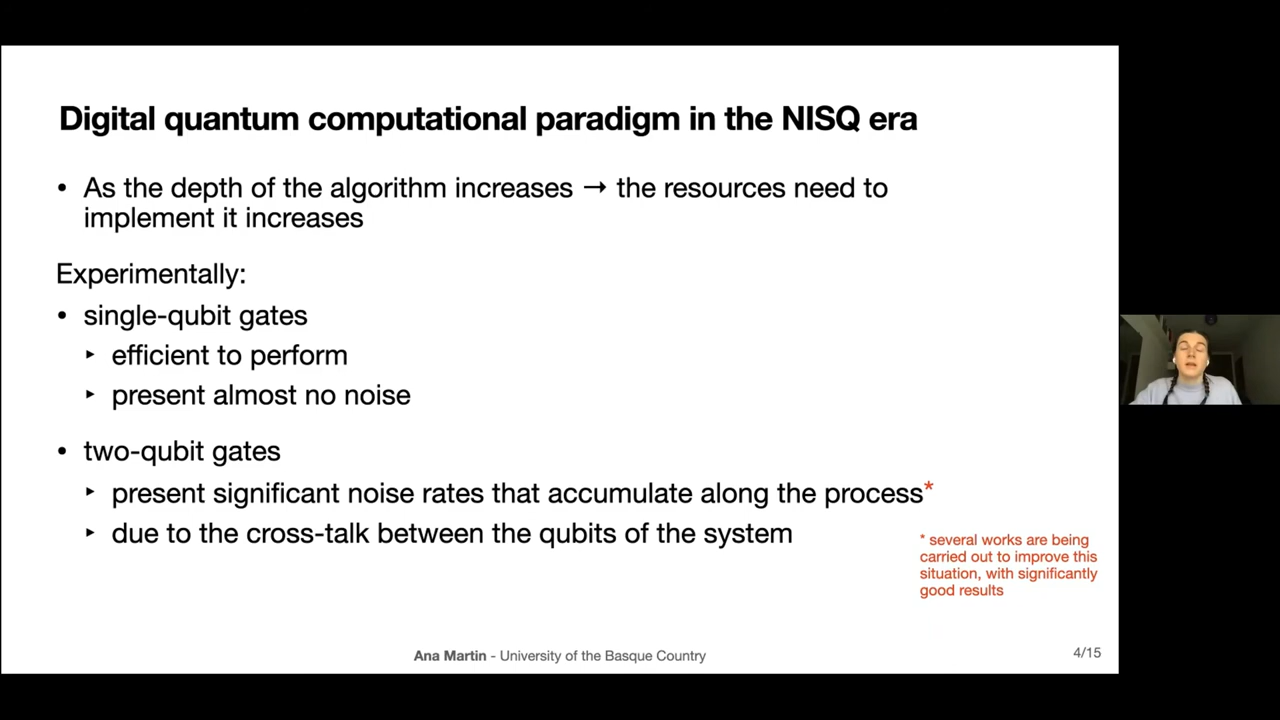 Digital quantum computational paradigm in the NISQ era
• As the depth of the algorithm increases → the resources need to
implement it increases
Experimentally:
• single-qubit gates
‣ efficient to perform
‣ present almost no noise
• two-qubit gates
‣ present significant noise rates that accumulate along the process*
‣ due to the cross-talk between the qubits of the system
* several works are being
carried out to improve this
situation, with significantly
good results
Ana Martin - University of the Basque Country
4/15